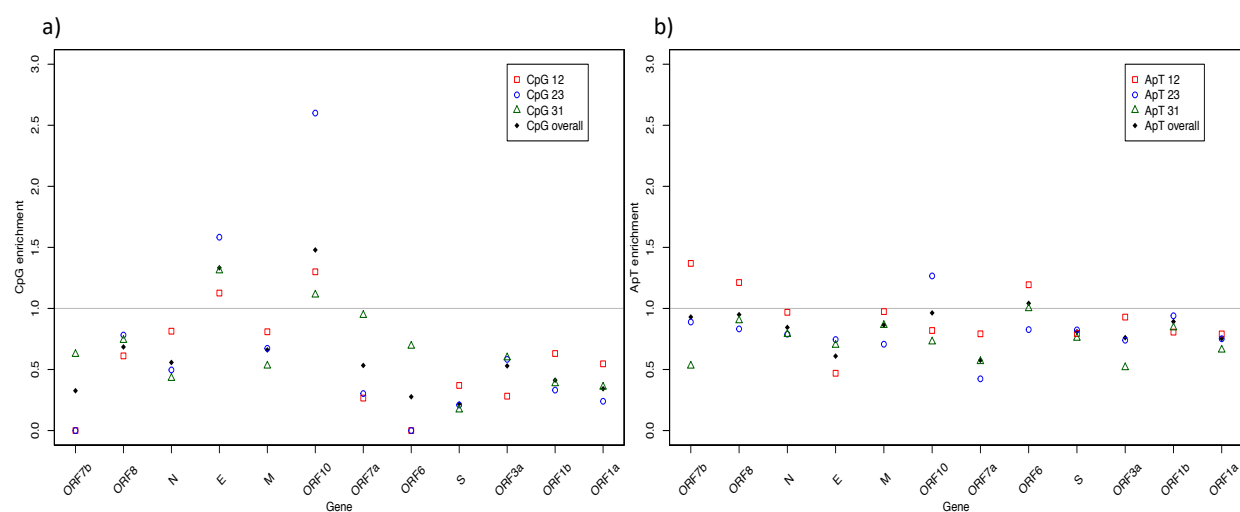 a)
CpG enrichment
3.0
2.5
2.0
1.5
1.0
0.5
0.0
CpG 12
CpG 23
CpG 31
CpG overall
ORF7b
ORF8
N
E
M
ORF10
ORF7a
ORF6
S
ORF3a
ORF1b
ORF1a
Gene
b)
ApT enrichment
3.0
2.5
2.0
1.5
1.0
0.5
0.0
ApT 12
ApT 23
ApT 31
ApT overall
ORF7b
ORF8
N
E
M
ORF10
ORF7a
ORF6
S
ORF3a
ORF1b
ORF1a
Gene